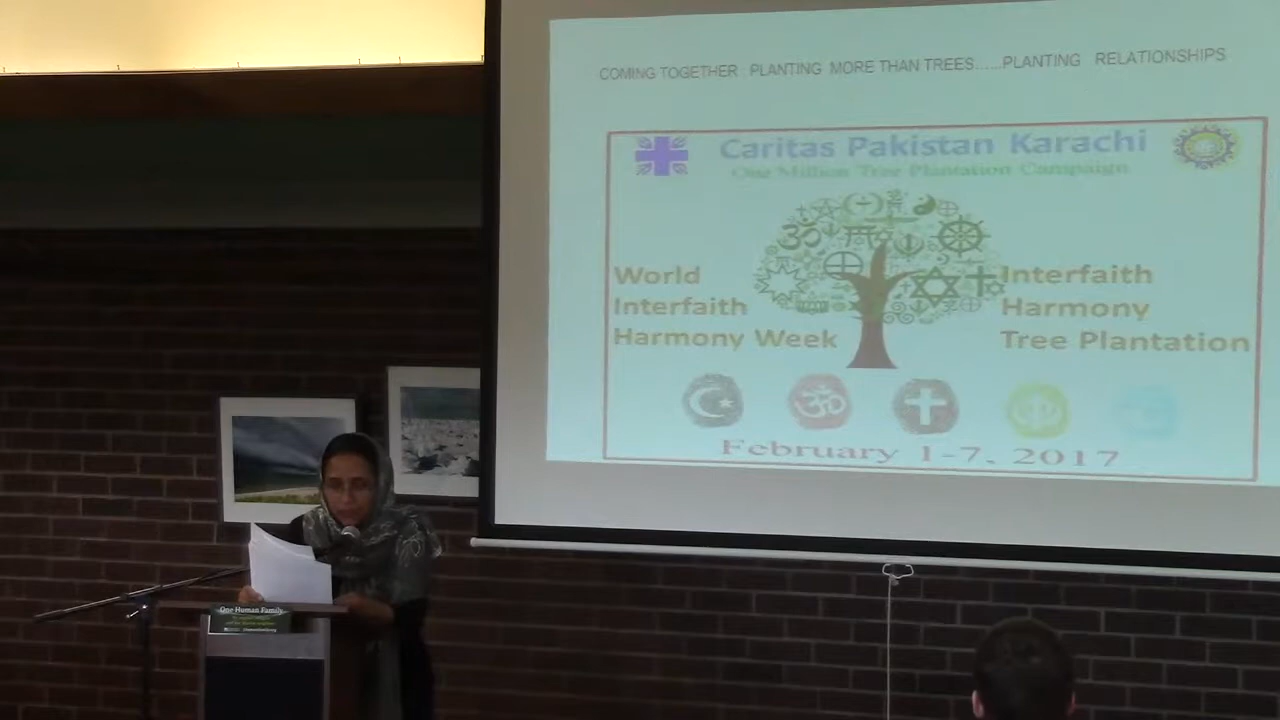 COMING TOGETHER : PLANTING MORE THAN TREES.....PLANTING RELATIONSHIPS
Caritas Pakistan Karachi
One Million Tree Plantation Campaign
World
Interfaith
Harmony Week
Interfaith
Harmony
Tree Plantation
February 1-7, 2017
One Human Family